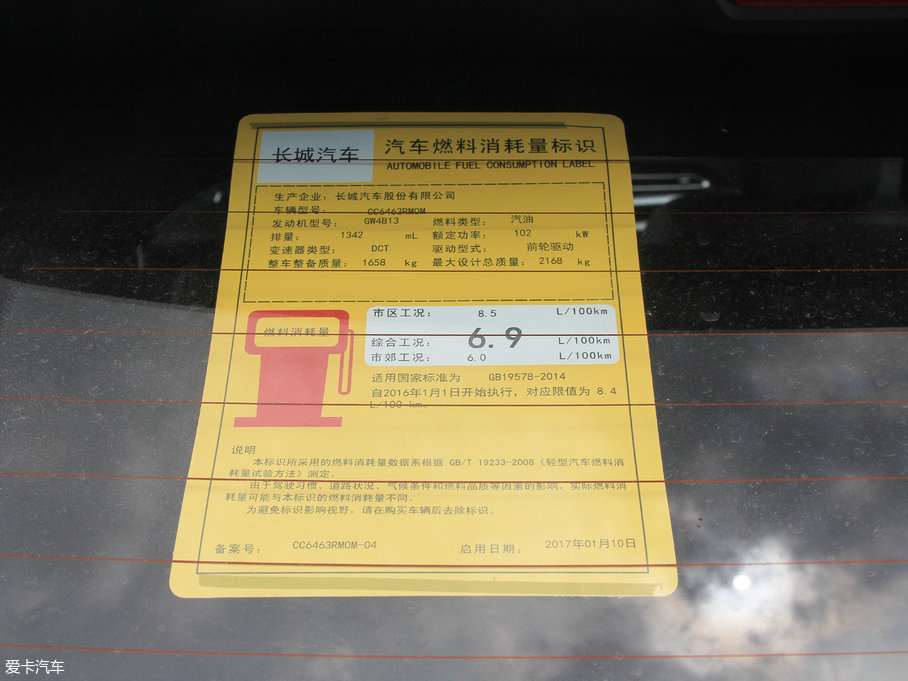 长城汽车 汽车燃料消耗量标识
AUTOMOBILE FUEL CONSUMPTION LABEL
生产企业: 长城汽车股份有限公司
车辆型号: CC6463RM0M
发动机型号: GW4B13 燃料类型: 汽油
排量: 1342 mL 额定功率: 102 kW
变速器类型: DCT 驱动型式: 前轮驱动
整车整备质量: 1658 kg 最大设计总质量: 2168 kg
燃料消耗量
市区工况: 8.5 L/100km
综合工况: 6.9 L/100km
市郊工况: 6.0 L/100km
适用国家标准为 GB19578-2014
自2016年1月1日开始执行，对应限值为 8.4
L/100 km。
说明
本标识所采用的燃料消耗量数据系根据 GB/T 19233-2008《轻型汽车燃料消
耗量试验方法》测定。
由于驾驶习惯、道路状况、气候条件和燃料品质等因素的影响，实际燃料消
耗量可能与本标识的燃料消耗量不同。
为避免标识影响视野，请在购买车辆后去除标识。
备案号: CC6463RM0M-04 启用日期: 2017年01月10日
爱卡汽车